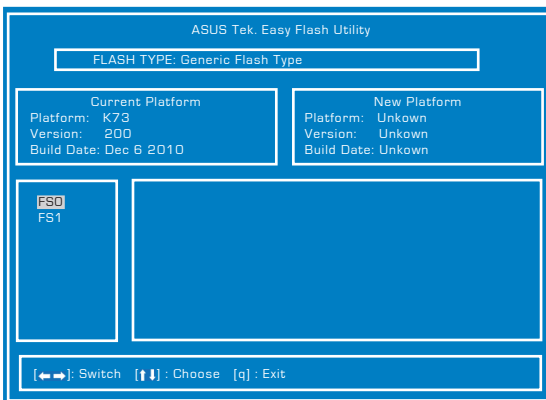 ASUS Tek. Easy Flash Utility
FLASH TYPE: Generic Flash Type
Current Platform
Platform: K73
Version: 200
Build Date: Dec 6 2010
New Platform
Platform: Unkown
Version: Unkown
Build Date: Unkown
FS0
FS1
[←→]: Switch [↑↓] : Choose [q] : Exit